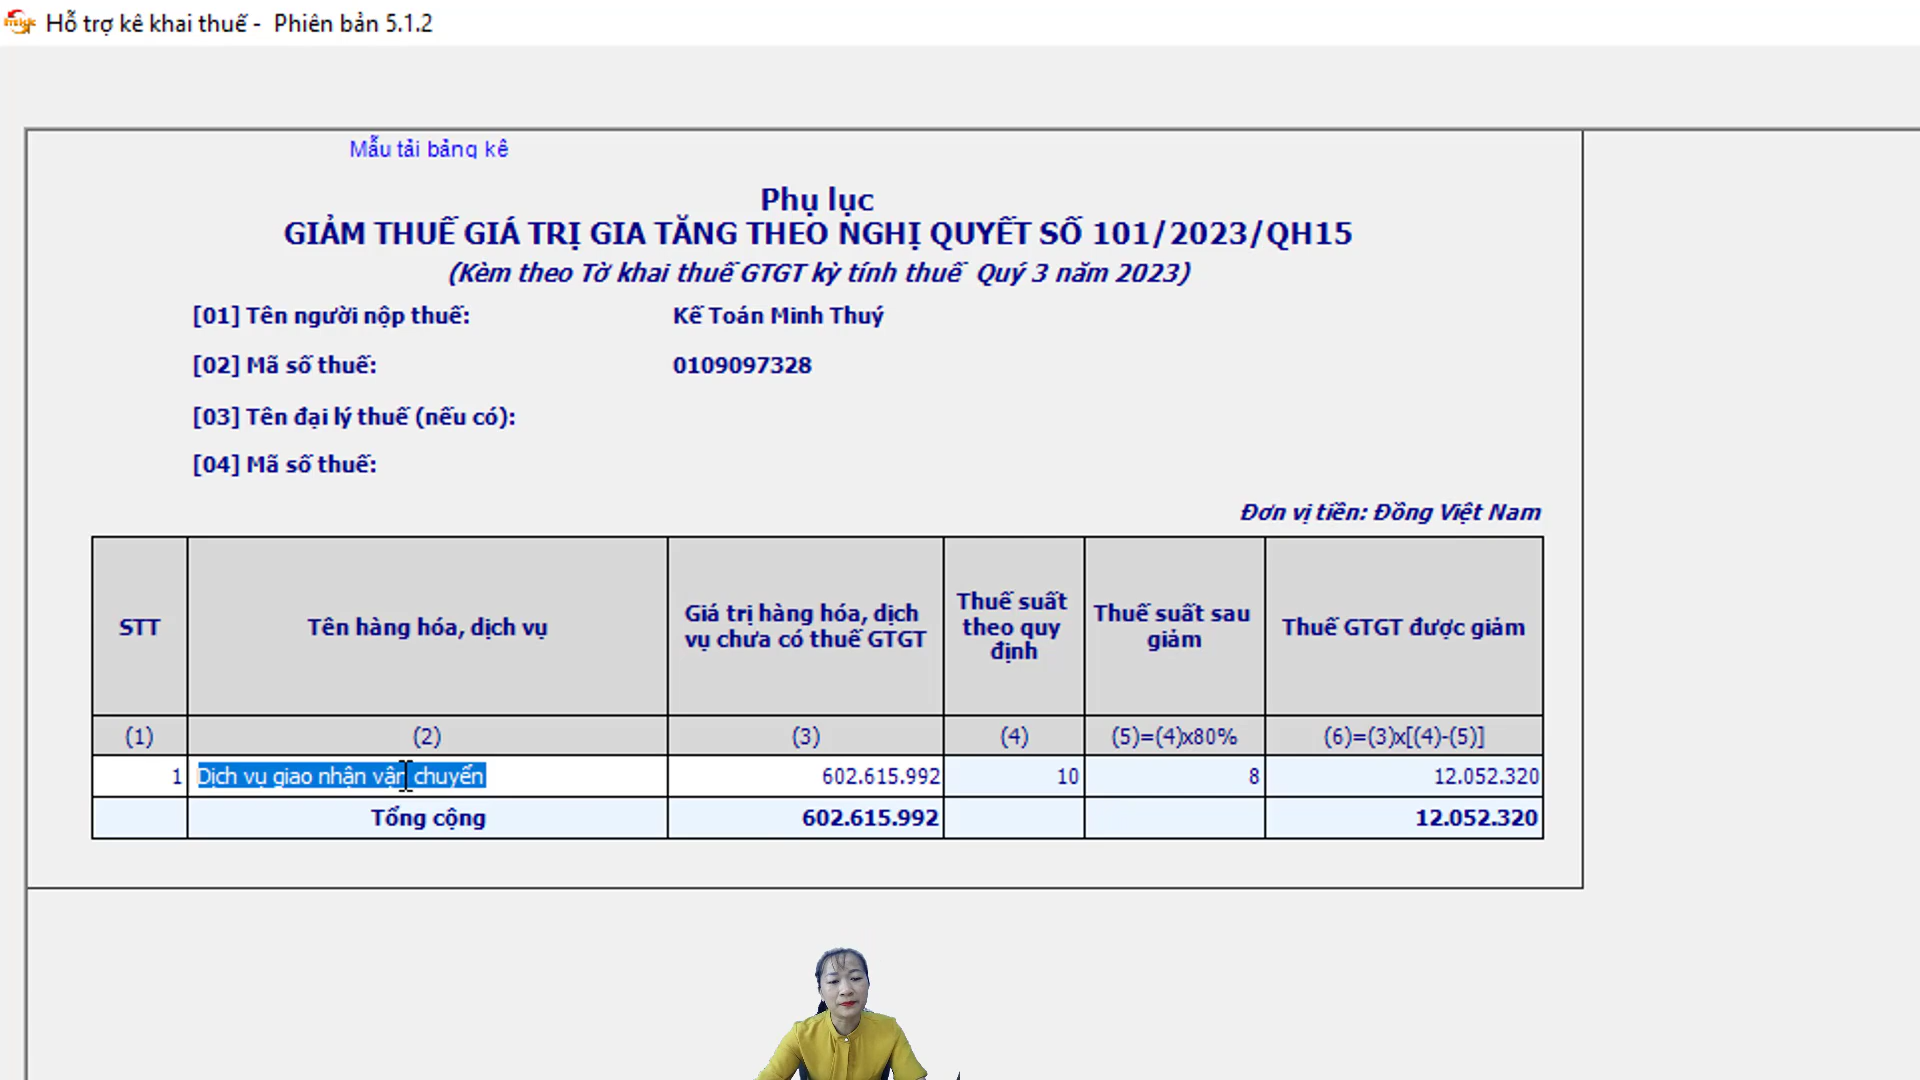 Hỗ trợ kê khai thuế - Phiên bản 5.1.2
Mẫu tải bảng kê
Phụ lục
GIẢM THUẾ GIÁ TRỊ GIA TĂNG THEO NGHỊ QUYẾT SỐ 101/2023/QH15
(Kèm theo Tờ khai thuế GTGT kỳ tính thuế Quý 3 năm 2023)
[01] Tên người nộp thuế: Kế Toán Minh Thuý
[02] Mã số thuế: 0109097328
[03] Tên đại lý thuế (nếu có):
[04] Mã số thuế:
Đơn vị tiền: Đồng Việt Nam
STT
Tên hàng hóa, dịch vụ
Giá trị hàng hóa, dịch
vụ chưa có thuế GTGT
Thuế suất
theo quy
định
Thuế suất sau
giảm
Thuế GTGT được giảm
(1) (2) (3) (4) (5)=(4)x80% (6)=(3)x[(4)-(5)]
1 Dịch vụ giao nhận vận chuyển 602.615.992 10 8 12.052.320
Tổng cộng 602.615.992 12.052.320